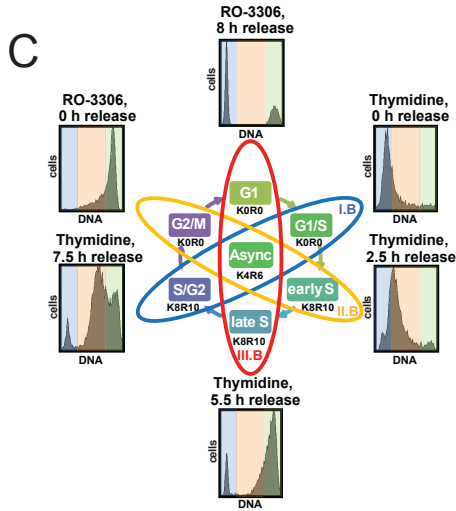 C
RO-3306,
8 h release
cells
DNA
RO-3306,
0 h release
cells
DNA
Thymidine,
0 h release
cells
DNA
G1
K0R0
G2/M
K0R0
G1/S
K0R0
I.B
Async
K4R6
Thymidine,
7.5 h release
cells
DNA
S/G2
K8R10
early S
K8R10
II.B
late S
K8R10
III.B
Thymidine,
2.5 h release
cells
DNA
Thymidine,
5.5 h release
cells
DNA